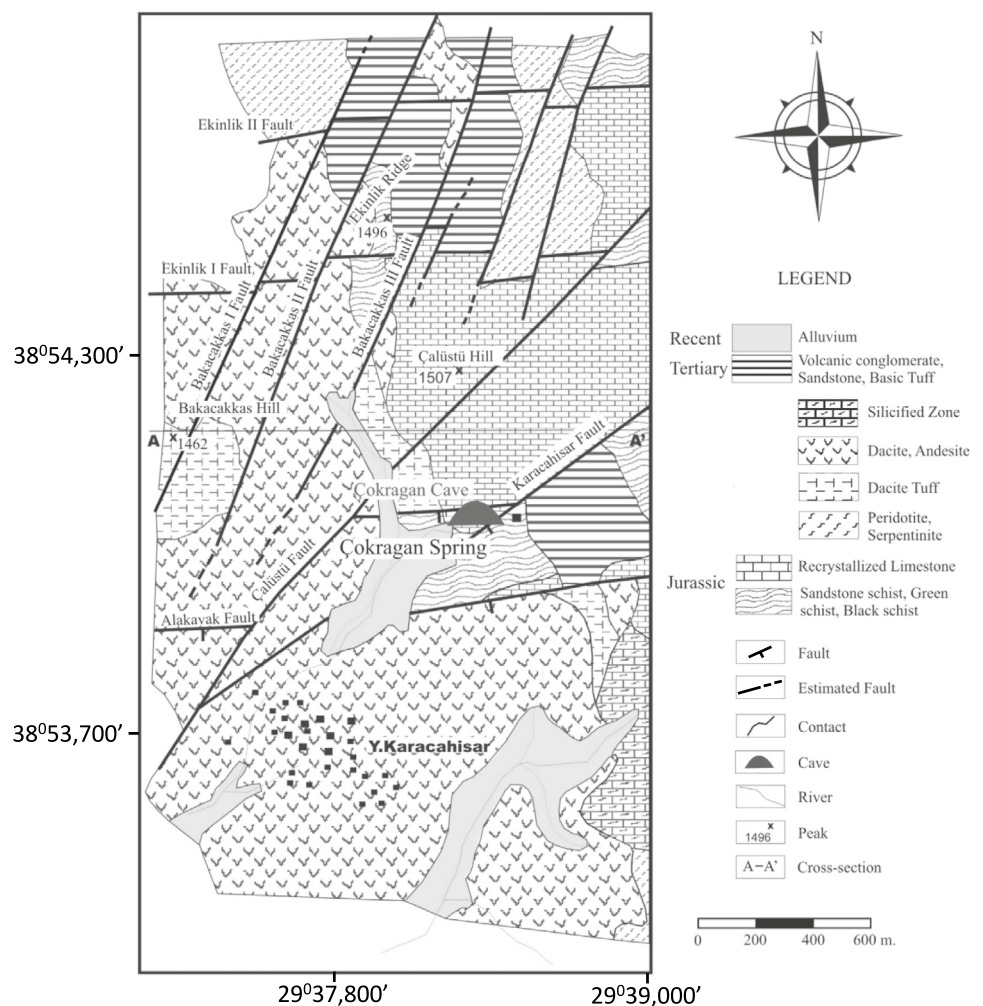 N
Ekinlik II Fault
Ekinlik Ridge
1496
Ekinlik I Fault
Bakacakkas I Fault
Bakacakkas II Fault
Bakacakkas III Fault
38⁰54,300′
Çalüstü Hill
1507
Bakacakkas Hill
A
1462
A'
Karacahisar Fault
Çokragan Cave
Çokragan Spring
Çalüstü Fault
Alakavak Fault
38⁰53,700′
Y.Karacahisar
29⁰37,800′
29⁰39,000′
LEGEND
Recent
Alluvium
Tertiary
Volcanic conglomerate,
Sandstone, Basic Tuff
Silicified Zone
Dacite, Andesite
Dacite Tuff
Peridotite,
Serpentinite
Jurassic
Recrystallized Limestone
Sandstone schist, Green
schist, Black schist
Fault
Estimated Fault
Contact
Cave
River
1496
Peak
A–A'
Cross-section
0 200 400 600 m.